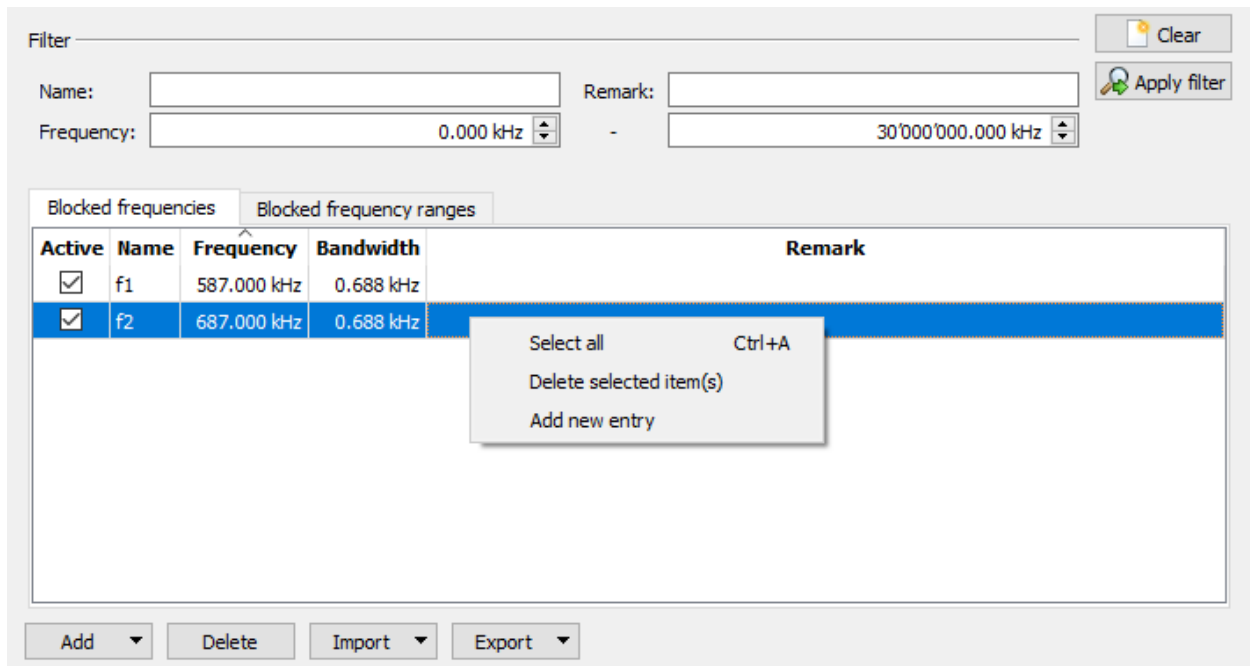 Filter
Clear
Name:
Remark:
Apply filter
Frequency:
0.000 kHz
-
30′000′000.000 kHz
Blocked frequencies
Blocked frequency ranges
Active Name Frequency Bandwidth Remark
f1 587.000 kHz 0.688 kHz
f2 687.000 kHz 0.688 kHz
Select all Ctrl+A
Delete selected item(s)
Add new entry
Add
Delete
Import
Export